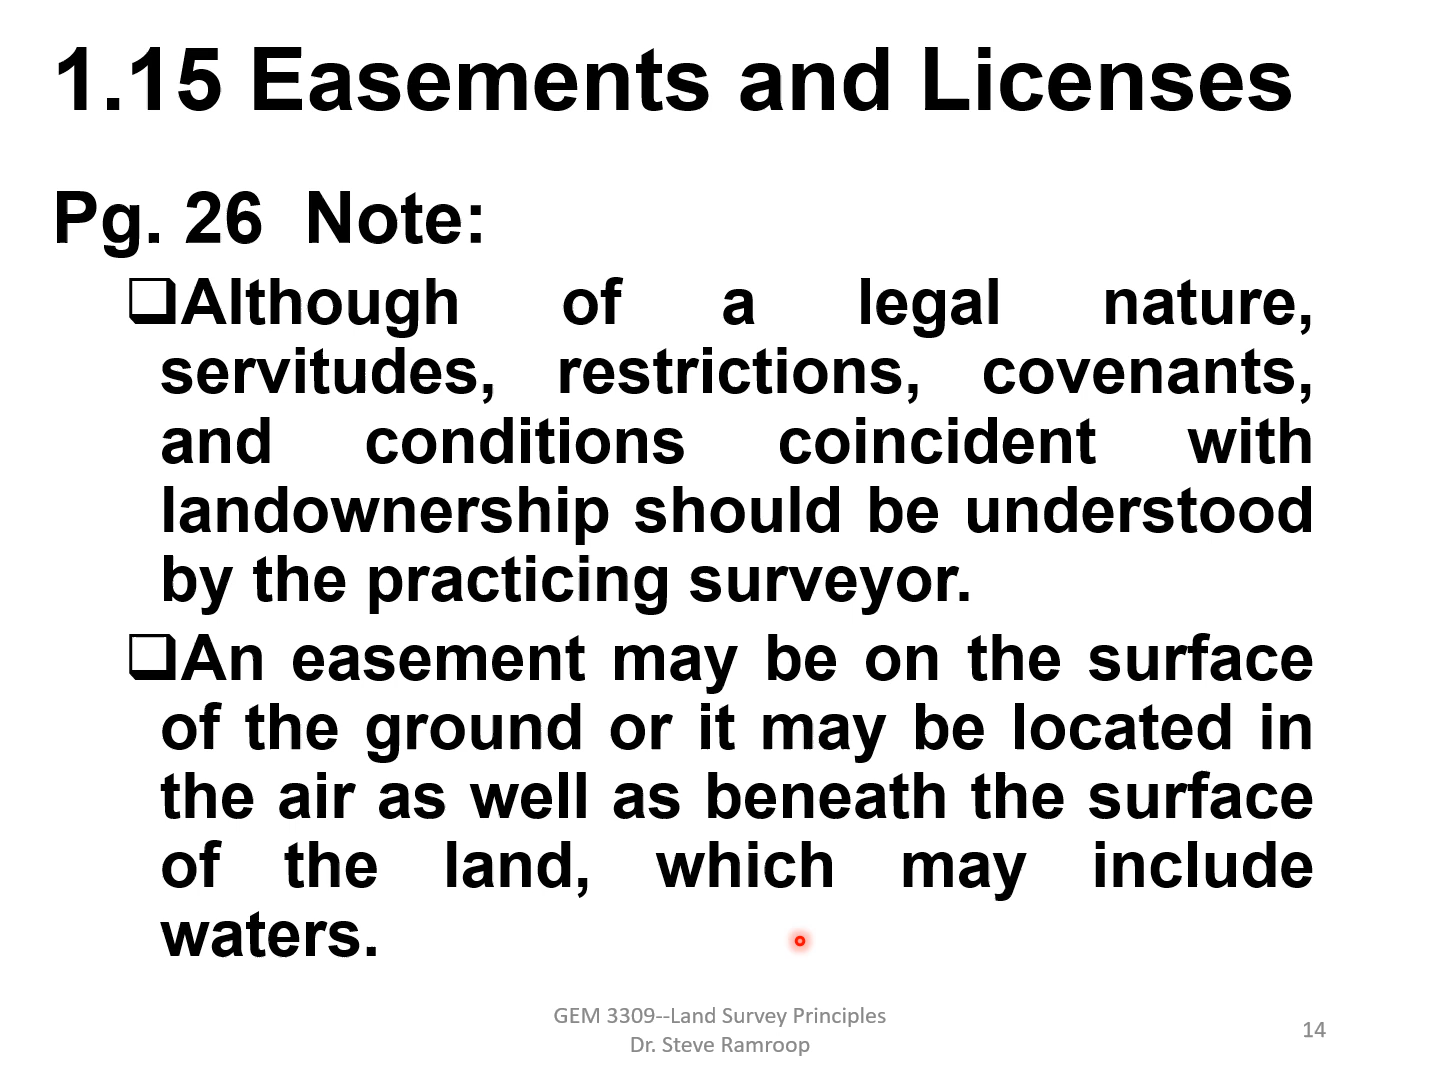 1.15 Easements and Licenses
Pg. 26 Note:
❑Although of a legal nature,
servitudes, restrictions, covenants,
and conditions coincident with
landownership should be understood
by the practicing surveyor.
❑An easement may be on the surface
of the ground or it may be located in
the air as well as beneath the surface
of the land, which may include
waters.
GEM 3309--Land Survey Principles
Dr. Steve Ramroop
14